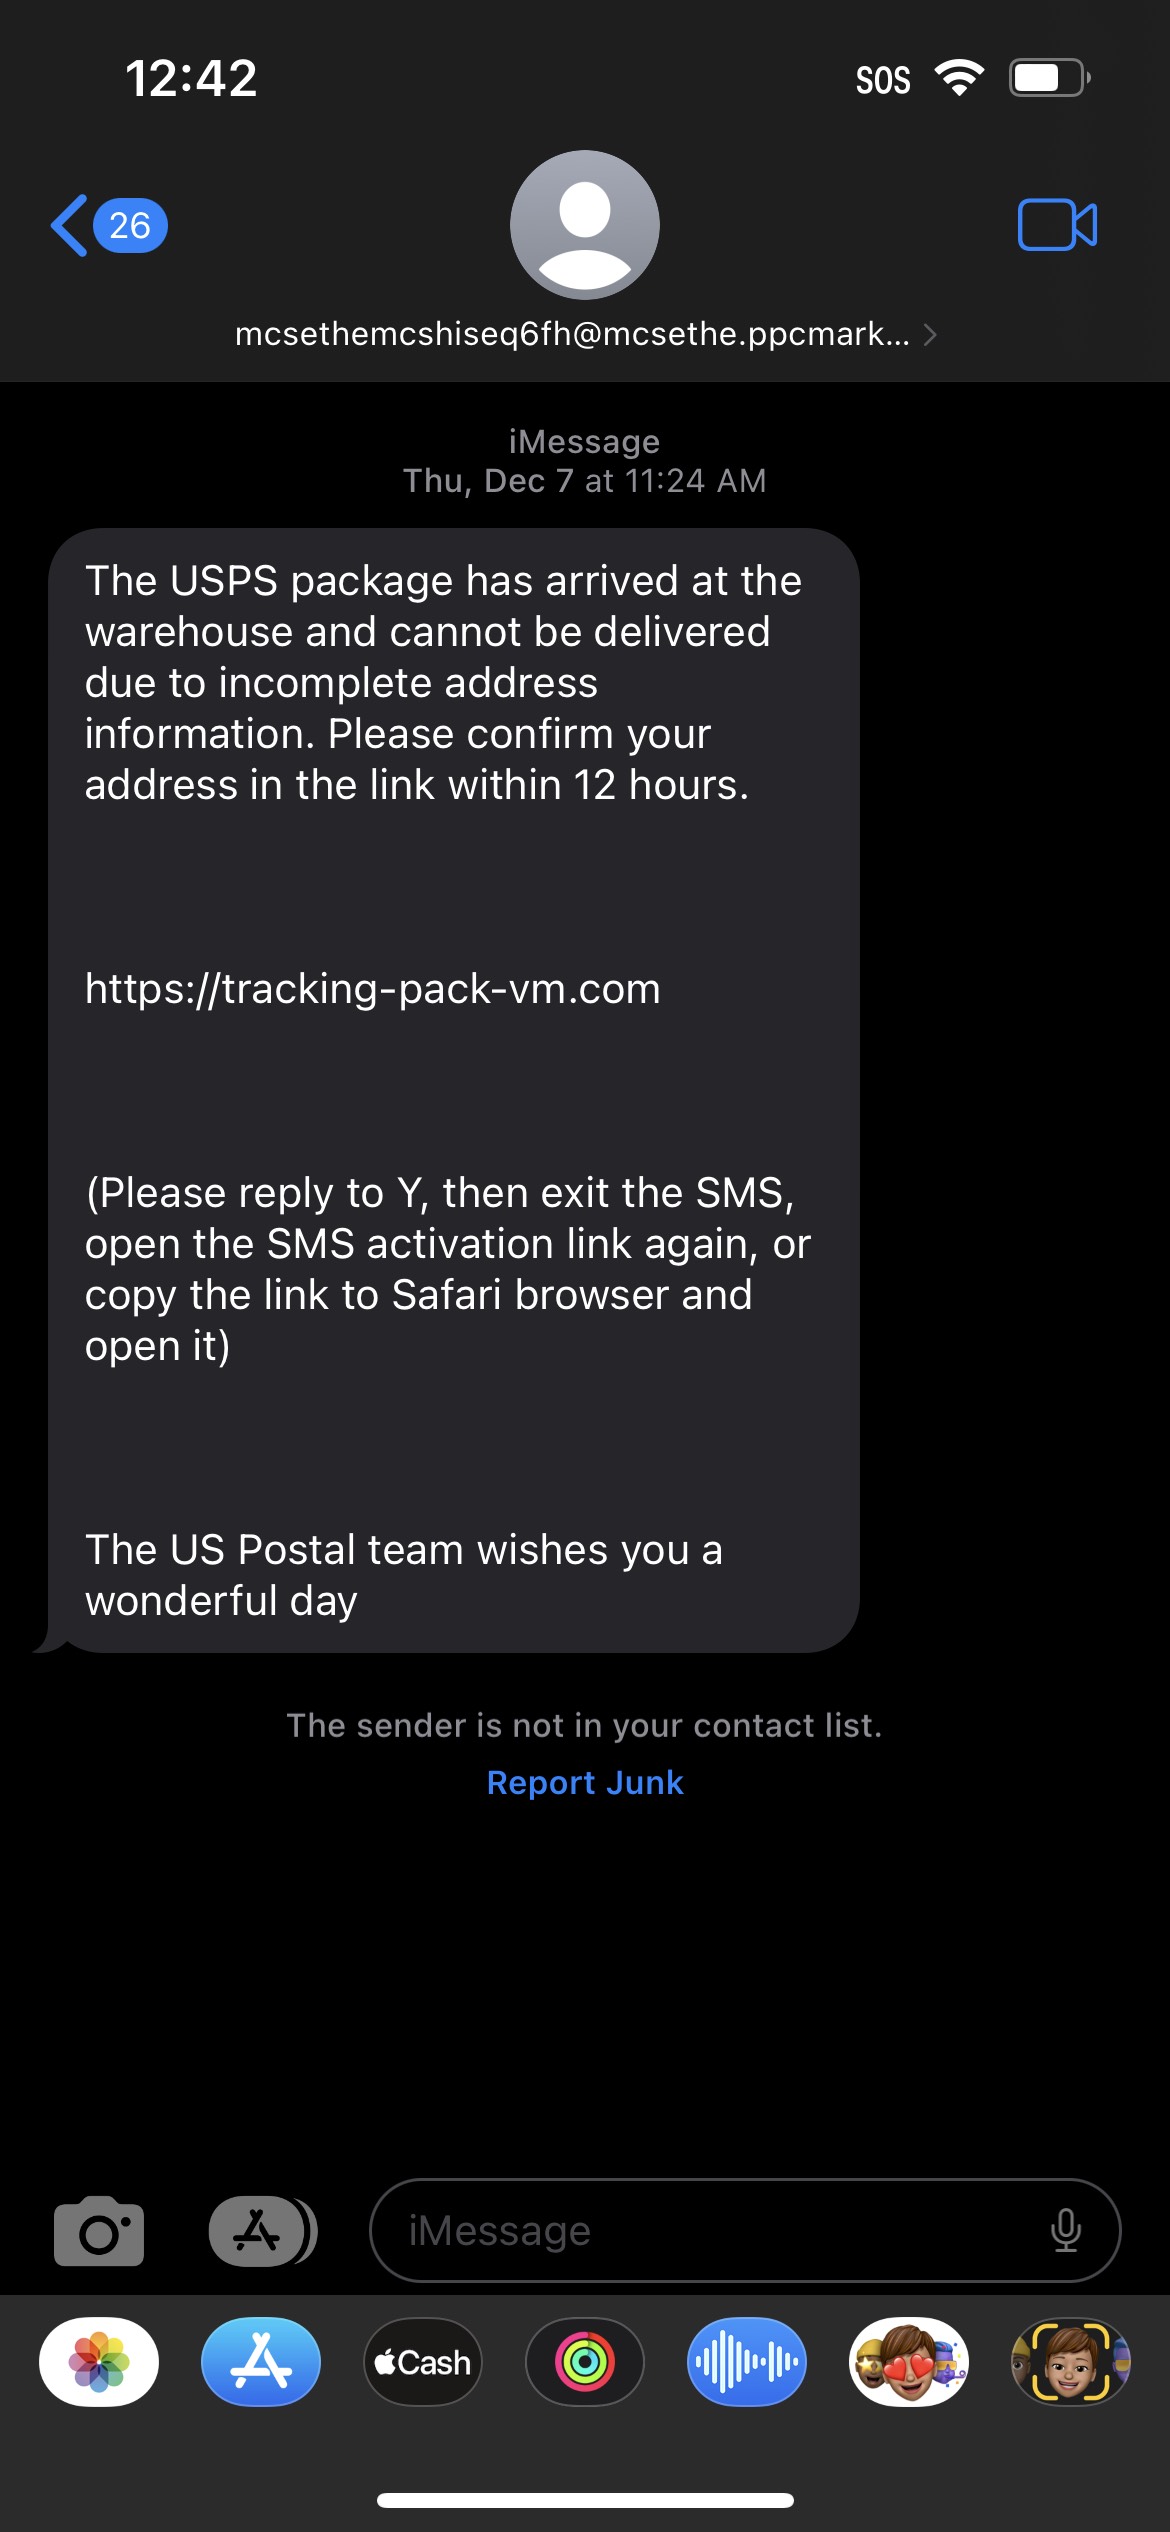 12:42
SOS
26
mcsethemcshiseq6fh@mcsethe.ppcmark...
iMessage
Thu, Dec 7 at 11:24 AM
The USPS package has arrived at the
warehouse and cannot be delivered
due to incomplete address
information. Please confirm your
address in the link within 12 hours.
https://tracking-pack-vm.com
(Please reply to Y, then exit the SMS,
open the SMS activation link again, or
copy the link to Safari browser and
open it)
The US Postal team wishes you a
wonderful day
The sender is not in your contact list.
Report Junk
iMessage
Cash